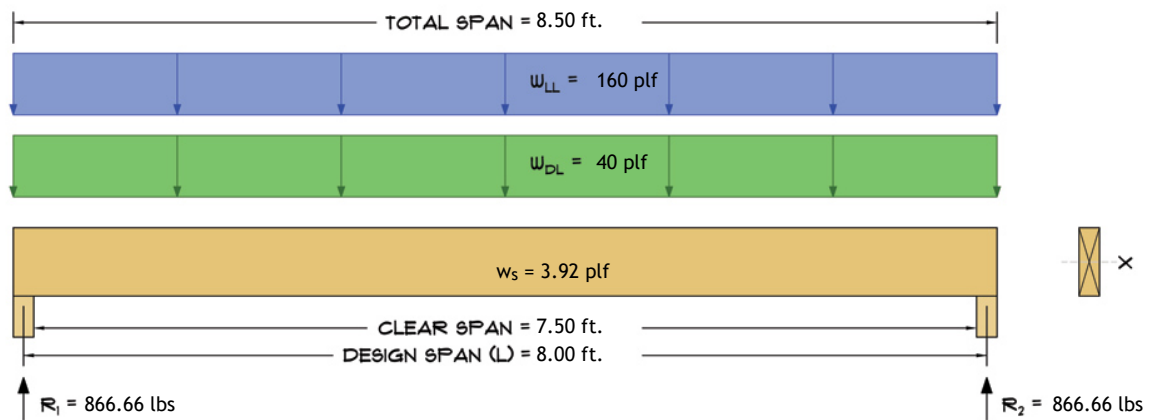 TOTAL SPAN = 8.50 ft.
WLL = 160 plf
WDL = 40 plf
ws = 3.92 plf
X
CLEAR SPAN = 7.50 ft.
DESIGN SPAN (L) = 8.00 ft.
R1 = 866.66 lbs
R2 = 866.66 lbs